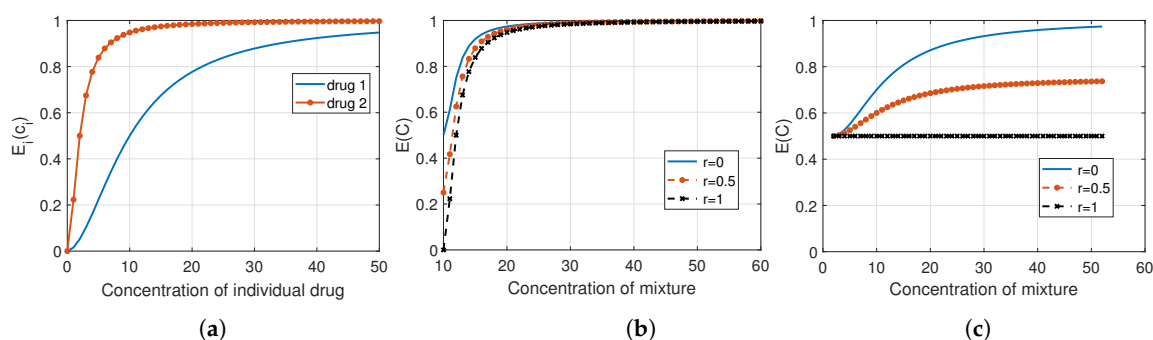 1
0.8
0.6
0.4
0.2
0
E_i(c_i)
drug 1
drug 2
0 10 20 30 40 50
Concentration of individual drug
(a)
1
0.8
0.6
0.4
0.2
0
E(C)
r=0
r=0.5
r=1
10 20 30 40 50 60
Concentration of mixture
(b)
1
0.8
0.6
0.4
0.2
0
E(C)
r=0
r=0.5
r=1
0 10 20 30 40 50 60
Concentration of mixture
(c)